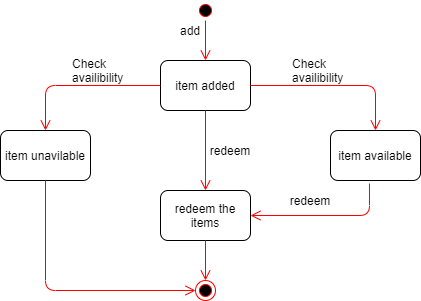 add
Check
availibility
Check
availibility
item added
item unavilable
redeem
item available
redeem the
items
redeem